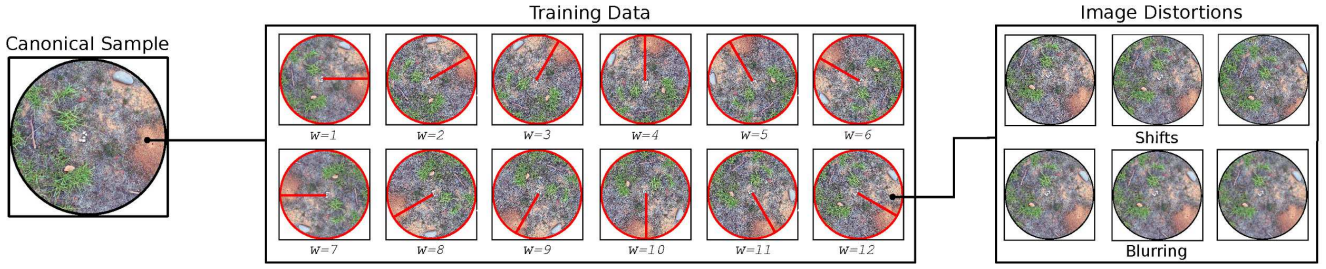 Canonical Sample
Training Data
w=1 w=2 w=3 w=4 w=5 w=6
w=7 w=8 w=9 w=10 w=11 w=12
Image Distortions
Shifts
Blurring